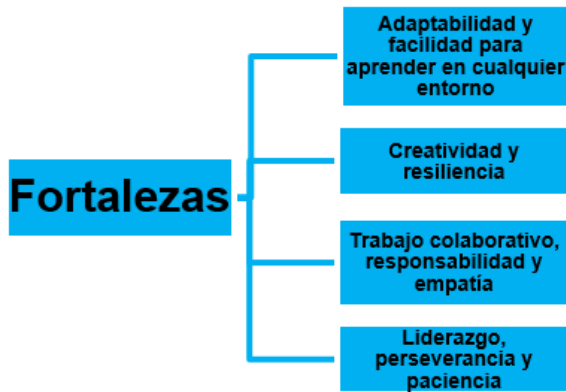 Fortalezas
Adaptabilidad y
facilidad para
aprender en cualquier
entorno
Creatividad y
resiliencia
Trabajo colaborativo,
responsabilidad y
empatía
Liderazgo,
perseverancia y
paciencia